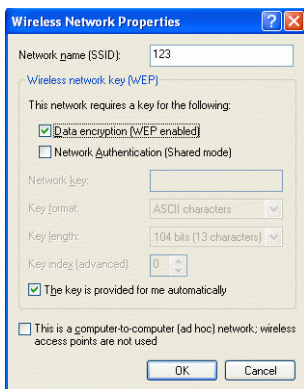 Wireless Network Properties
Network name (SSID): 123
Wireless network key (WEP)
This network requires a key for the following:
Data encryption (WEP enabled)
Network Authentication (Shared mode)
Network key:
Key format: ASCII characters
Key length: 104 bits (13 characters)
Key index (advanced): 0
The key is provided for me automatically
This is a computer-to-computer (ad hoc) network; wireless
access points are not used
OK Cancel